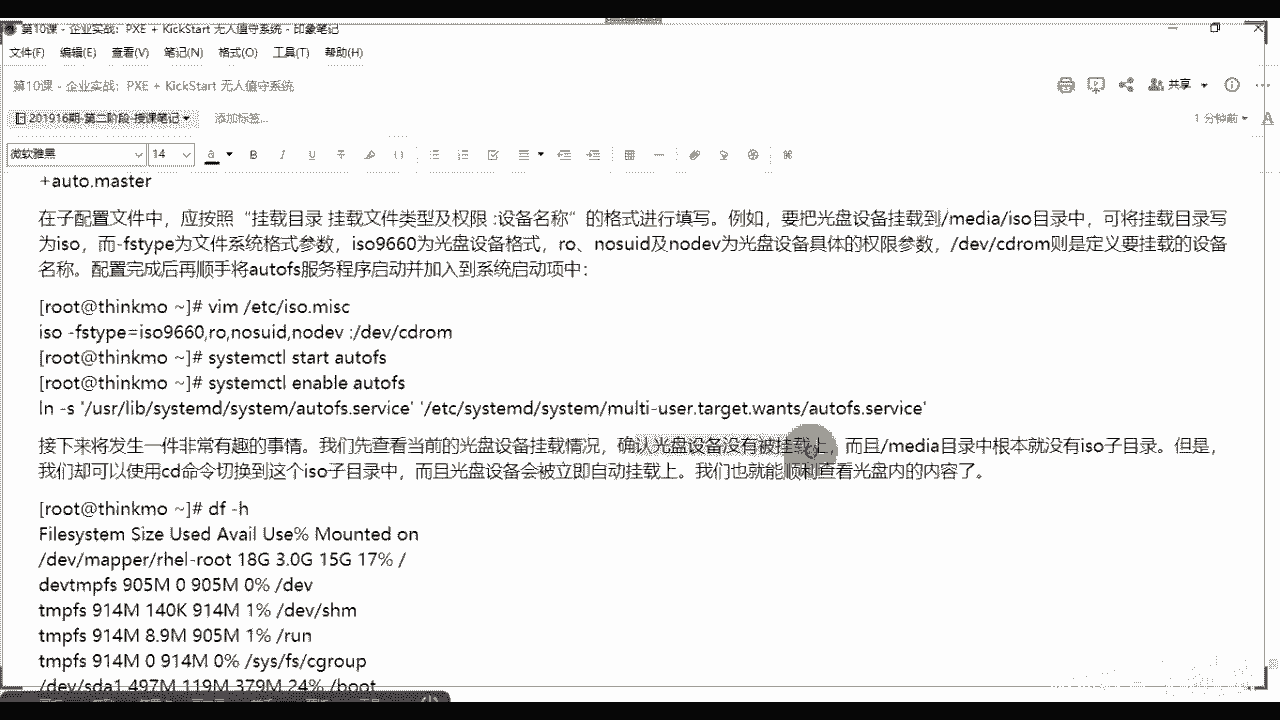 第10课 - 企业实战：PXE + KickStart 无人值守系统 - 印象笔记
文件(F) 编辑(E) 查看(V) 笔记(N) 格式(O) 工具(T) 帮助(H)
第10课 - 企业实战：PXE + KickStart 无人值守系统
共享
201916期-第二阶段-授课笔记 添加标签...
1 分钟前
微软雅黑 14
+auto.master
在子配置文件中，应按照“挂载目录 挂载文件类型及权限 :设备名称”的格式进行填写。例如，要把光盘设备挂载到/media/iso目录中，可将挂载目录写
为iso，而-fstype为文件系统格式参数，iso9660为光盘设备格式，ro、nosuid及nodev为光盘设备具体的权限参数，/dev/cdrom则是定义要挂载的设备
名称。配置完成后再顺手将autofs服务程序启动并加入到系统启动项中：
[root@thinkmo ~]# vim /etc/iso.misc
iso -fstype=iso9660,ro,nosuid,nodev :/dev/cdrom
[root@thinkmo ~]# systemctl start autofs
[root@thinkmo ~]# systemctl enable autofs
ln -s '/usr/lib/systemd/system/autofs.service' '/etc/systemd/system/multi-user.target.wants/autofs.service'
接下来将发生一件非常有趣的事情。我们先查看当前的光盘设备挂载情况，确认光盘设备没有被挂载上，而且/media目录中根本就没有iso子目录。但是，
我们却可以使用cd命令切换到这个iso子目录中，而且光盘设备会被立即自动挂载上。我们也就能顺利查看光盘内的内容了。
[root@thinkmo ~]# df -h
Filesystem Size Used Avail Use% Mounted on
/dev/mapper/rhel-root 18G 3.0G 15G 17% /
devtmpfs 905M 0 905M 0% /dev
tmpfs 914M 140K 914M 1% /dev/shm
tmpfs 914M 8.9M 905M 1% /run
tmpfs 914M 0 914M 0% /sys/fs/cgroup
/dev/sda1 497M 119M 379M 24% /boot